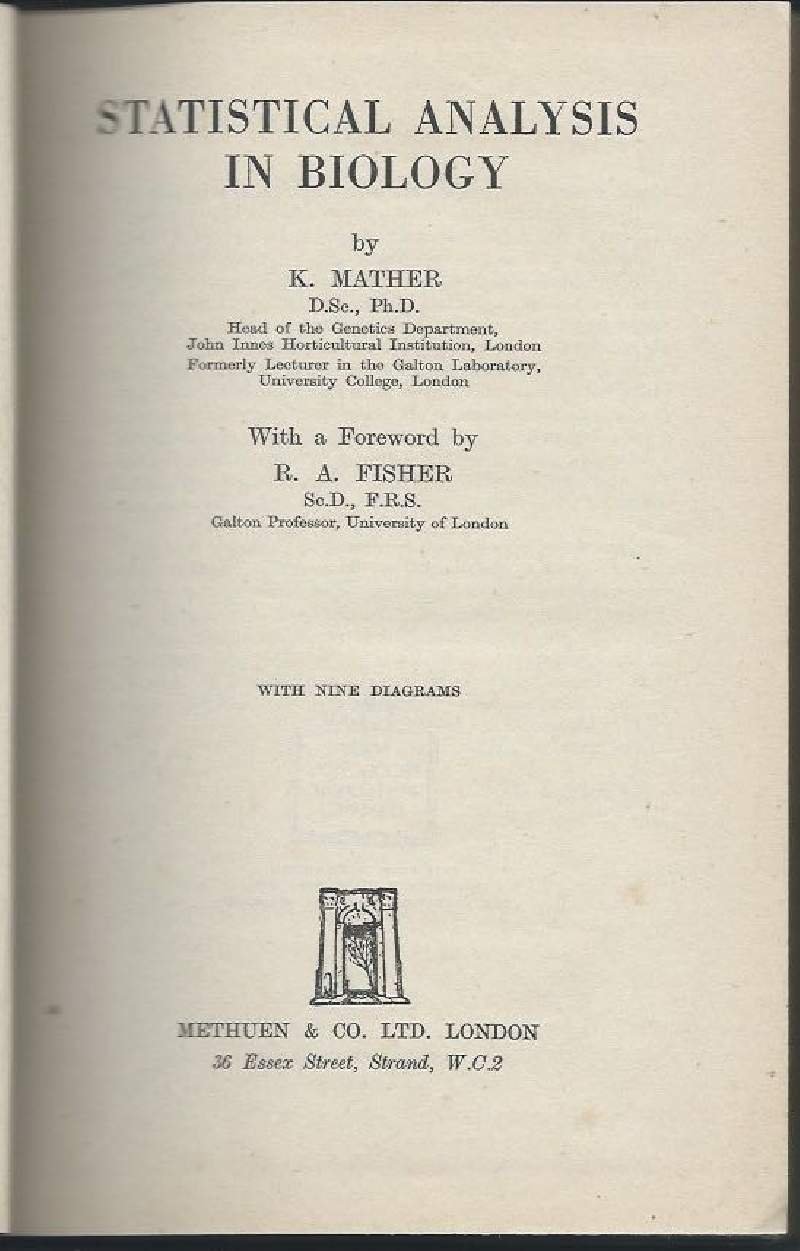 STATISTICAL ANALYSIS
IN BIOLOGY
by
K. MATHER
D.Sc., Ph.D.
Head of the Genetics Department,
John Innes Horticultural Institution, London
Formerly Lecturer in the Galton Laboratory,
University College, London
With a Foreword by
R. A. FISHER
Sc.D., F.R.S.
Galton Professor, University of London
WITH NINE DIAGRAMS
METHUEN & CO. LTD. LONDON
36 Essex Street, Strand, W.C.2